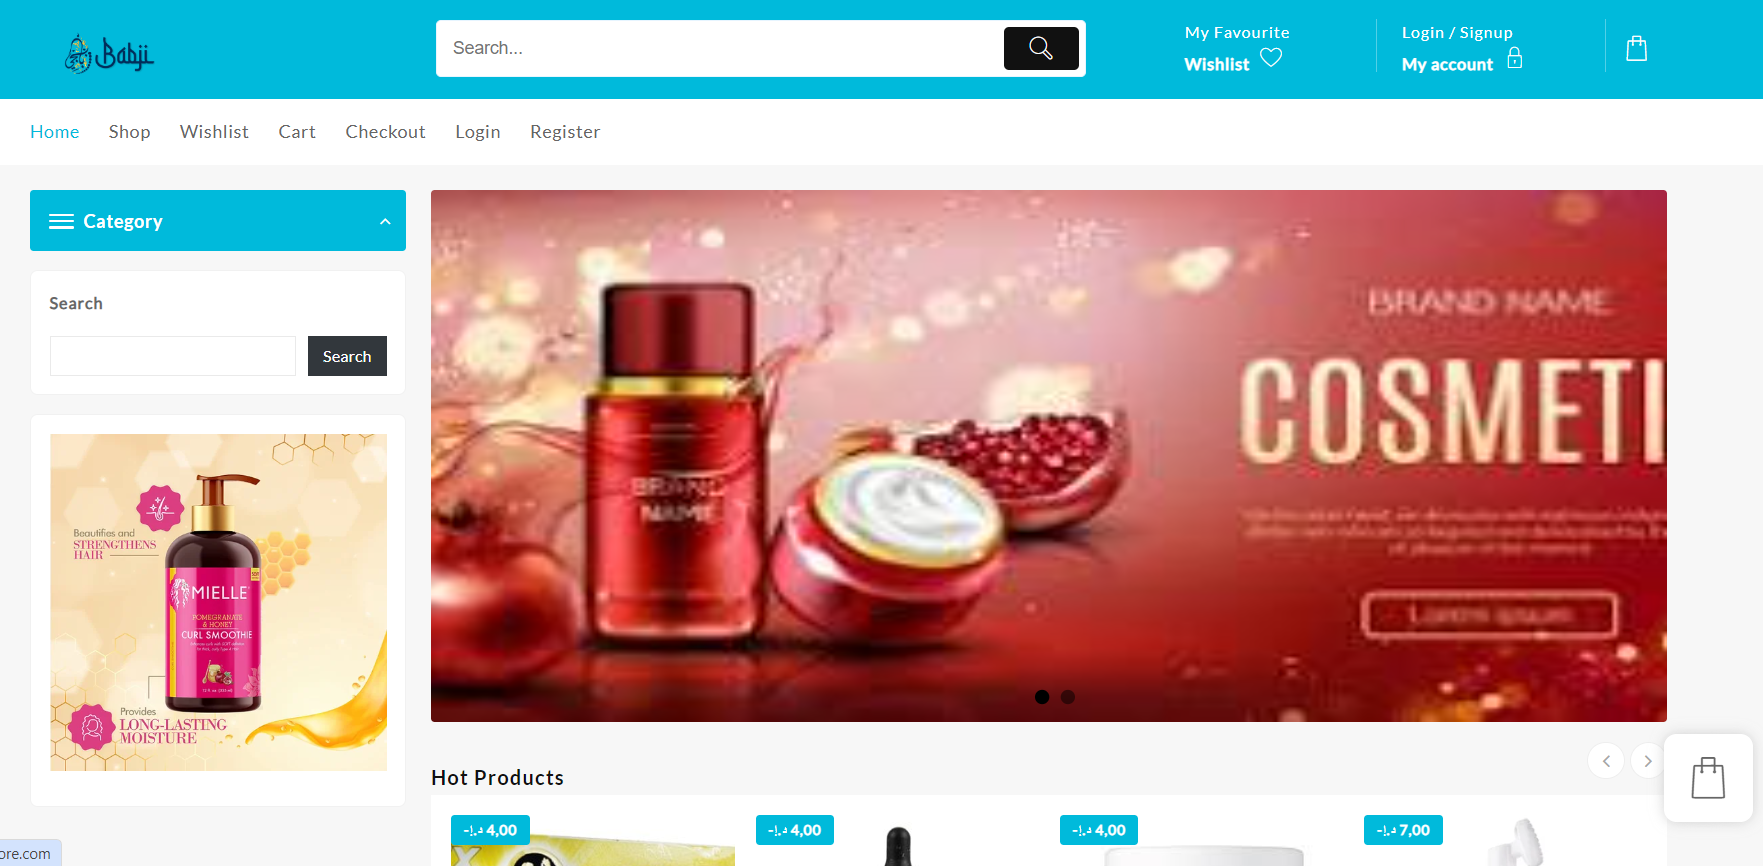 Babji
Search...
My Favourite
Wishlist
Login / Signup
My account
Home
Shop
Wishlist
Cart
Checkout
Login
Register
Category
Search
Search
Beautifies and
STRENGTHENS
HAIR
MIELLE
POMEGRANATE
& HONEY
CURL SMOOTHIE
Provides
LONG-LASTING
MOISTURE
BRAND
NAME
BRAND NAME
COSMETI
Lorem ipsum
Hot Products
-د.إ 4,00
-د.إ 4,00
-د.إ 4,00
-د.إ 7,00
ore.com